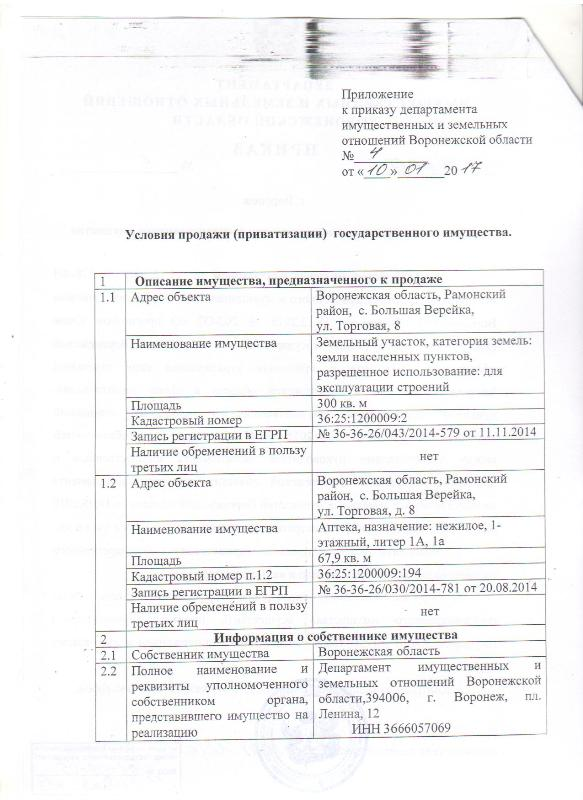 Приложение
к приказу департамента
имущественных и земельных
отношений Воронежской области
№ 4
от «10» 01 2017
Условия продажи (приватизации) государственного имущества.
1 Описание имущества, предназначенного к продаже
1.1 Адрес объекта Воронежская область, Рамонский
район, с. Большая Верейка,
ул. Торговая, 8
Наименование имущества Земельный участок, категория земель:
земли населенных пунктов,
разрешенное использование: для
эксплуатации строений
Площадь 300 кв. м
Кадастровый номер 36:25:1200009:2
Запись регистрации в ЕГРП № 36-36-26/043/2014-579 от 11.11.2014
Наличие обременений в пользу нет
третьих лиц
1.2 Адрес объекта Воронежская область, Рамонский
район, с. Большая Верейка,
ул. Торговая, д. 8
Наименование имущества Аптека, назначение: нежилое, 1-
этажный, литер 1А, 1а
Площадь 67,9 кв. м
Кадастровый номер п.1.2 36:25:1200009:194
Запись регистрации в ЕГРП № 36-36-26/030/2014-781 от 20.08.2014
Наличие обременений в пользу нет
третьих лиц
2 Информация о собственнике имущества
2.1 Собственник имущества Воронежская область
2.2 Полное наименование и Департамент имущественных и
реквизиты уполномоченного земельных отношений Воронежской
собственником органа, области,394006, г. Воронеж, пл.
представившего имущество на Ленина, 12
реализацию ИНН 3666057069